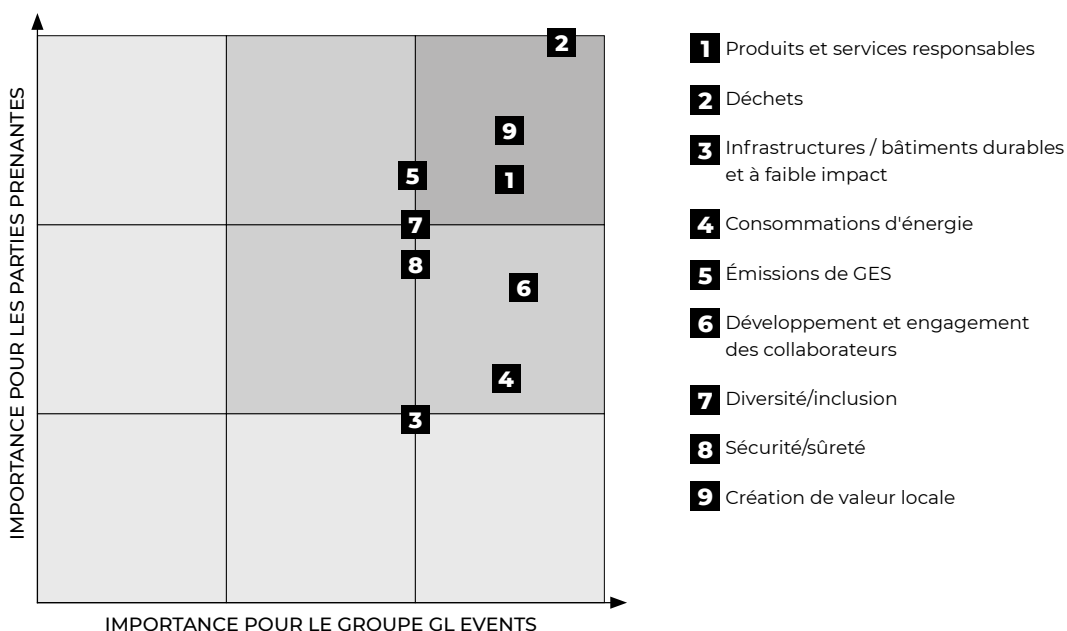 IMPORTANCE POUR LES PARTIES PRENANTES
2
9
5
1
7
8
6
4
3
IMPORTANCE POUR LE GROUPE GL EVENTS
1 Produits et services responsables
2 Déchets
3 Infrastructures / bâtiments durables
et à faible impact
4 Consommations d'énergie
5 Émissions de GES
6 Développement et engagement
des collaborateurs
7 Diversité/inclusion
8 Sécurité/sûreté
9 Création de valeur locale